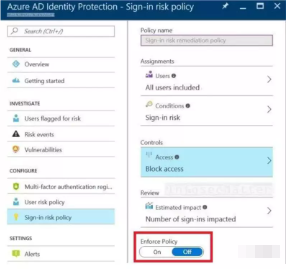 Azure AD Identity Protection - Sign-in risk policy
Search (Ctrl+/)
GENERAL
Overview
Getting started
INVESTIGATE
Users flagged for risk
Risk events
Vulnerabilities
CONFIGURE
Multi-factor authentication regi...
User risk policy
Sign-in risk policy
SETTINGS
Alerts
Policy name
Sign-in risk remediation policy
Assignments
Users
All users included
Conditions
Sign-in risk
Controls
Access
Block access
Review
Estimated impact
Number of sign-ins impacted
Enforce Policy
On Off